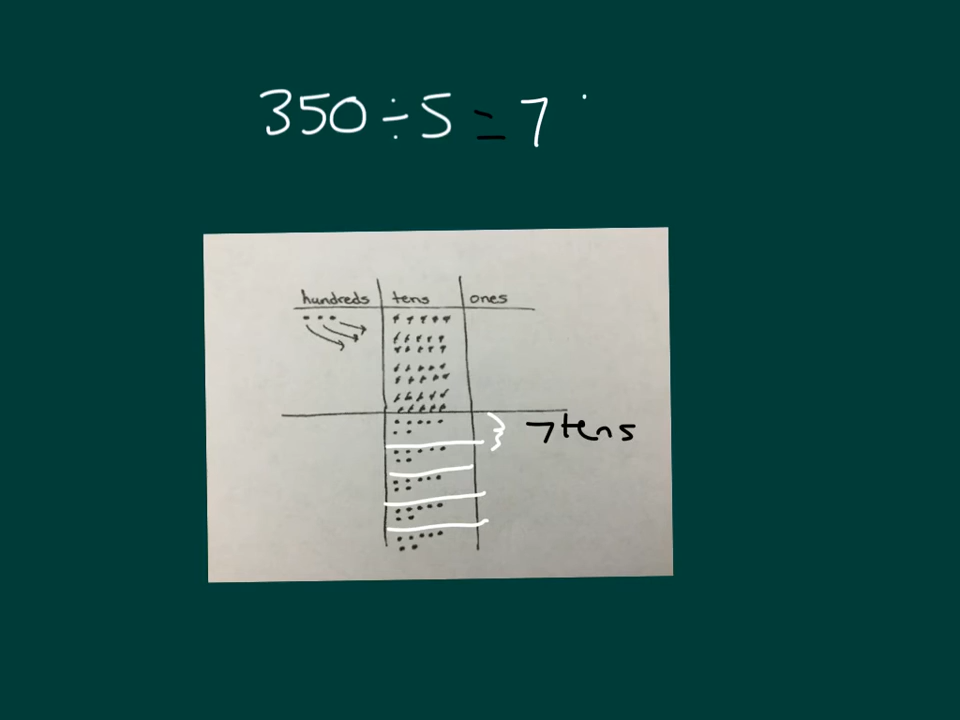 350 ÷ 5 = 7
hundreds tens ones
7 tens